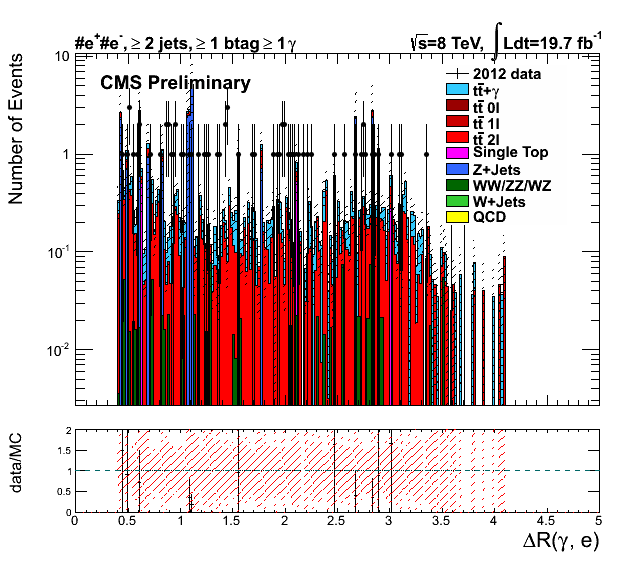 #e⁺#e⁻, ≥ 2 jets, ≥ 1 btag ≥ 1 γ
√s=8 TeV, ∫Ldt=19.7 fb⁻¹
CMS Preliminary
Number of Events
10
1
10⁻¹
10⁻²
2012 data
tt̄+γ
tt̄ 0l
tt̄ 1l
tt̄ 2l
Single Top
Z+Jets
WW/ZZ/WZ
W+Jets
QCD
data/MC
2
1.5
1
0.5
0
0 0.5 1 1.5 2 2.5 3 3.5 4 4.5 5
ΔR(γ, e)